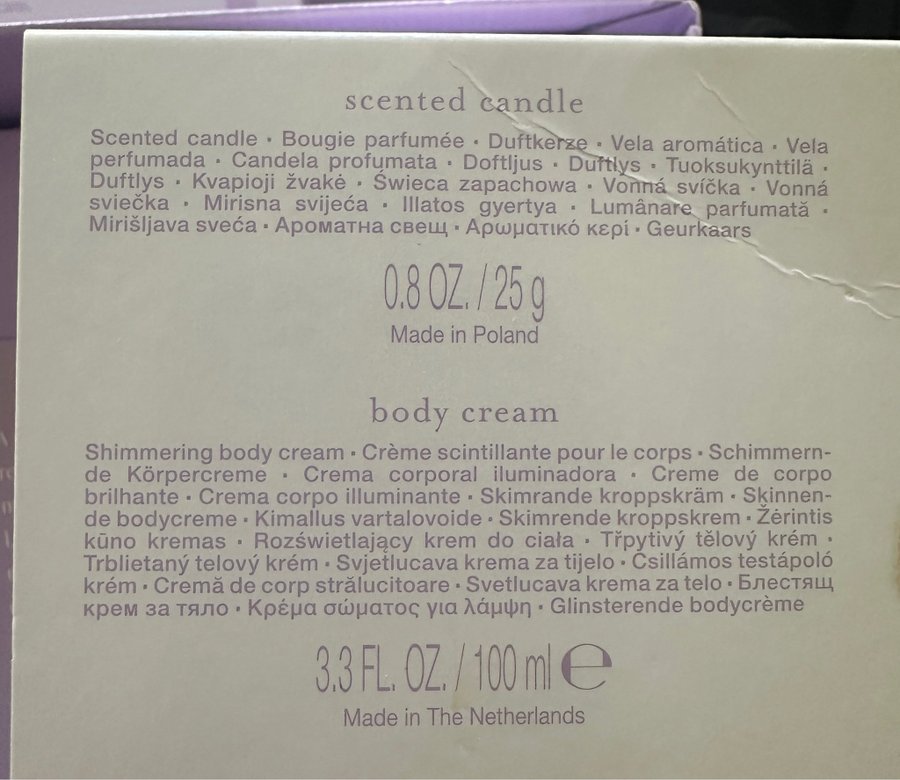 scented candle
Scented candle · Bougie parfumée · Duftkerze · Vela aromática · Vela
perfumada · Candela profumata · Doftljus · Duftlys · Tuoksukynttilä ·
Duftlys · Kvapioji žvakė · Świeca zapachowa · Vonná svíčka · Vonná
sviečka · Mirisna svijeća · Illatos gyertya · Lumânare parfumată ·
Mirišljava sveća · Ароматна свещ · Αρωματικό κερί · Geurkaars
0.8 OZ. / 25 g
Made in Poland
body cream
Shimmering body cream · Crème scintillante pour le corps · Schimmern-
de Körpercreme · Crema corporal iluminadora · Creme de corpo
brilhante · Crema corpo illuminante · Skimrande kroppskräm · Skinnen-
de bodycreme · Kimallus vartalovoide · Skimrende kroppskrem · Žėrintis
kūno kremas · Rozświetlający krem do ciała · Třpytivý tělový krém ·
Trblietaný telový krém · Svjetlucava krema za tijelo · Csillámos testápoló
krém · Cremă de corp strălucitoare · Svetlucava krema za telo · Блестящ
крем за тяло · Κρέμα σώματος για λάμψη · Glinsterende bodycrème
3.3 FL. OZ. / 100 ml ℮
Made in The Netherlands